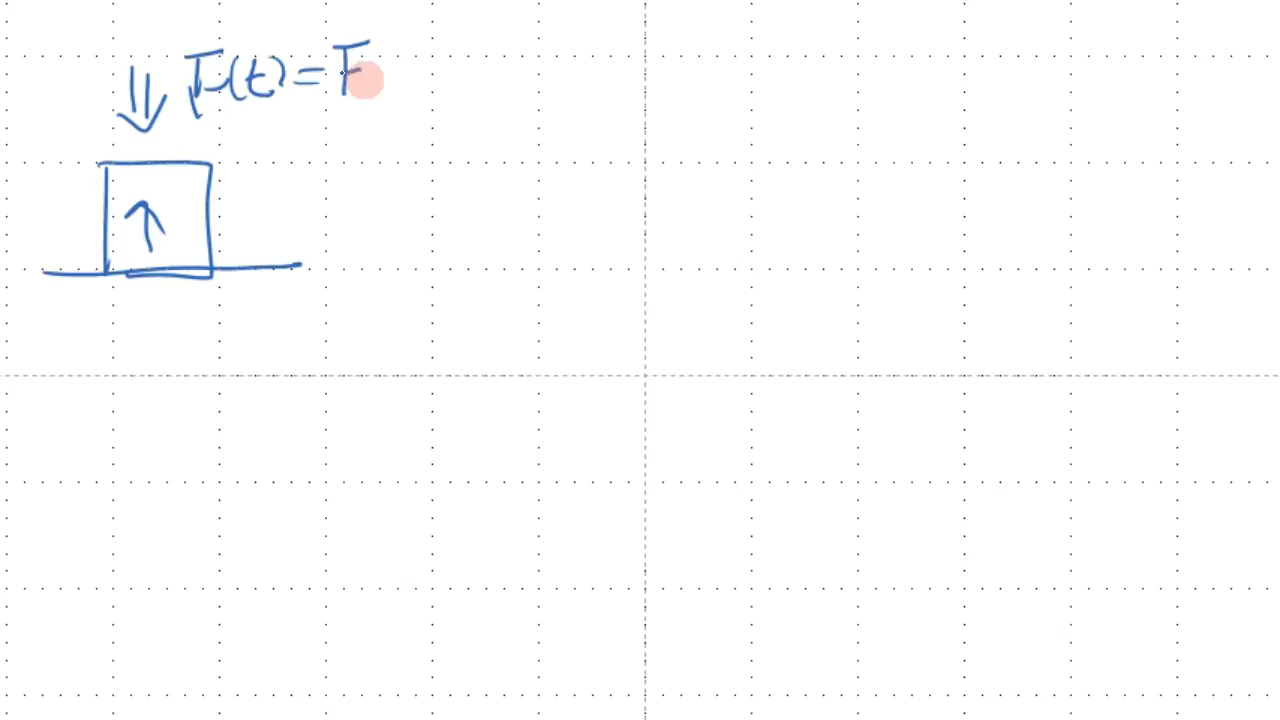 F(t) = F